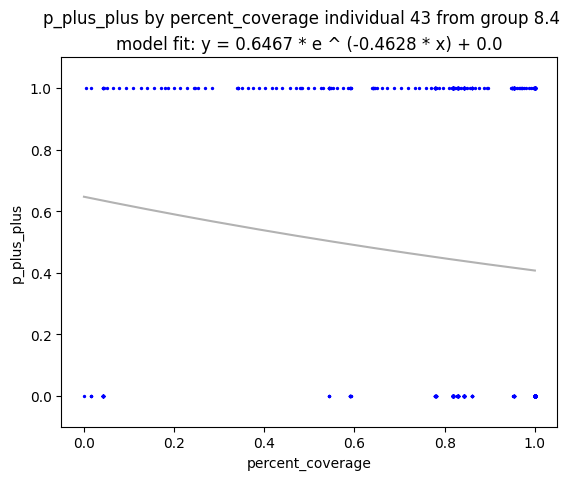 p_plus_plus by percent_coverage individual 43 from group 8.4
model fit: y = 0.6467 * e ^ (-0.4628 * x) + 0.0
1.0
0.8
0.6
0.4
0.2
0.0
p_plus_plus
0.0 0.2 0.4 0.6 0.8 1.0
percent_coverage